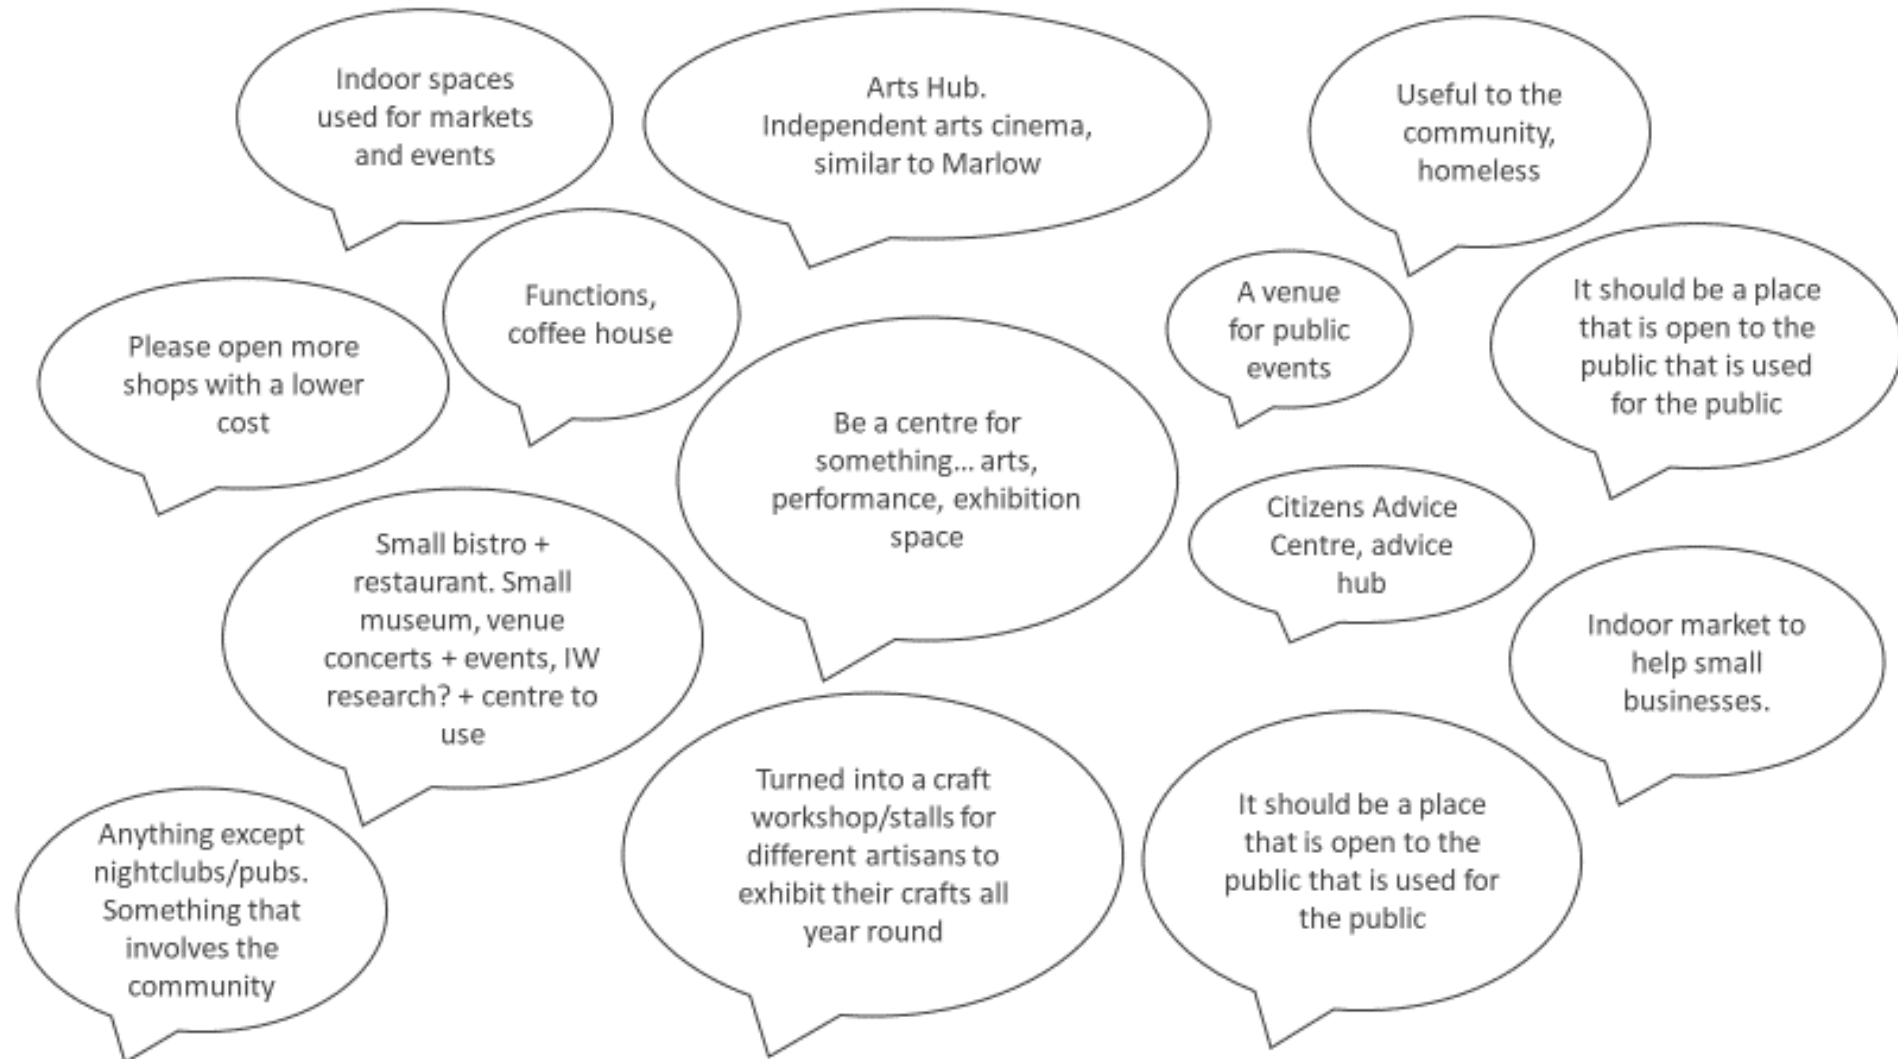 Indoor spaces
used for markets
and events
Arts Hub.
Independent arts cinema,
similar to Marlow
Useful to the
community,
homeless
Functions,
coffee house
A venue
for public
events
It should be a place
that is open to the
public that is used
for the public
Please open more
shops with a lower
cost
Be a centre for
something... arts,
performance, exhibition
space
Citizens Advice
Centre, advice
hub
Small bistro +
restaurant. Small
museum, venue
concerts + events, IW
research? + centre to
use
Indoor market to
help small
businesses.
Anything except
nightclubs/pubs.
Something that
involves the
community
Turned into a craft
workshop/stalls for
different artisans to
exhibit their crafts all
year round
It should be a place
that is open to the
public that is used for
the public